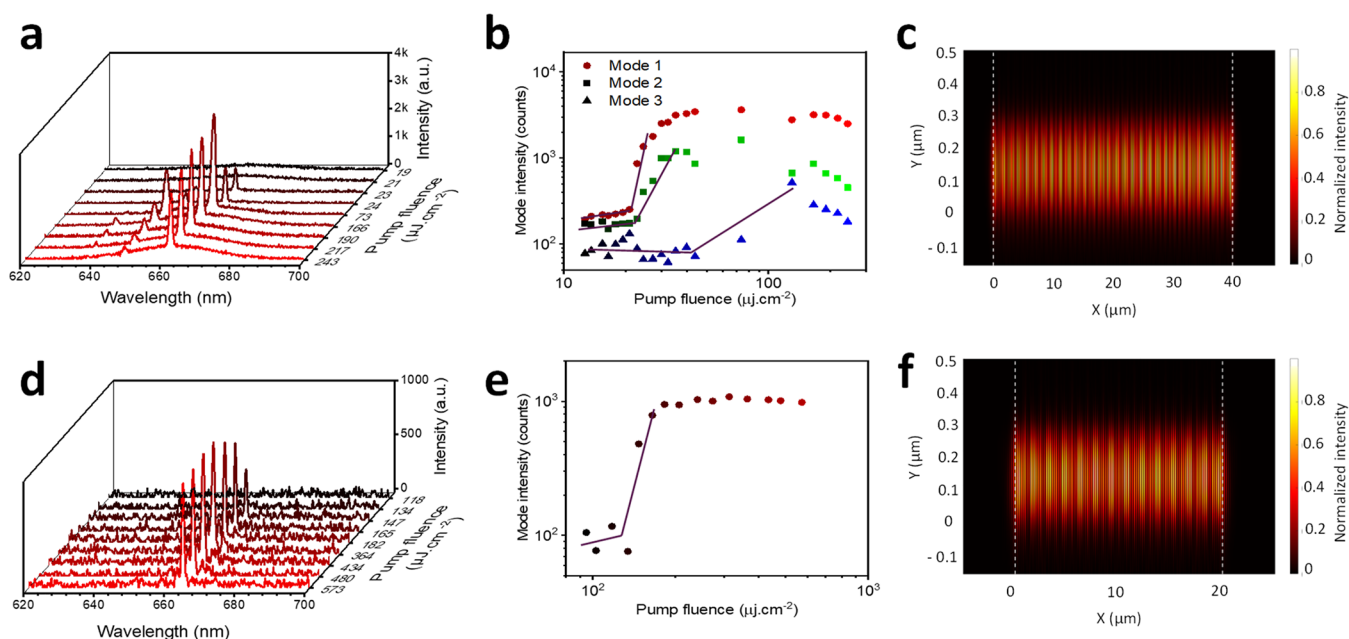 a
4k
3k
2k
1k
0
Intensity (a.u.)
19
21
23
24
73
166
190
217
243
Pump fluence
(µJ.cm⁻²)
620
640
660
680
700
Wavelength (nm)
b
Mode 1
Mode 2
Mode 3
10⁴
10³
10²
Mode intensity (counts)
10
100
Pump fluence (µj.cm⁻²)
c
0.5
0.4
0.3
0.2
0.1
0
- 0.1
Y (µm)
0
10
20
30
40
X (µm)
0.8
0.6
0.4
0.2
0
Normalized intensity
d
1000
500
0
Intensity (a.u.)
118
134
147
165
182
364
434
480
573
Pump fluence
(µJ.cm⁻²)
620
640
660
680
700
Wavelength (nm)
e
10³
10²
Mode intensity (counts)
10²
10³
Pump fluence (µj.cm⁻²)
f
0.5
0.4
0.3
0.2
0.1
0
- 0.1
Y (µm)
0
10
20
X (µm)
0.8
0.6
0.4
0.2
0
Normalized intensity